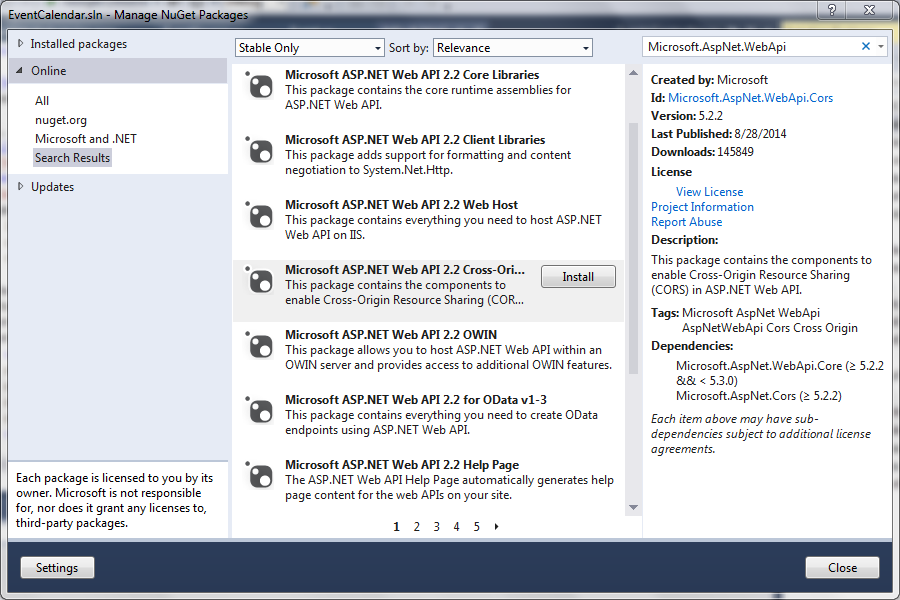 EventCalendar.sln - Manage NuGet Packages
Installed packages
Online
All
nuget.org
Microsoft and .NET
Search Results
Updates
Each package is licensed to you by its
owner. Microsoft is not responsible
for, nor does it grant any licenses to,
third-party packages.
Stable Only
Sort by: Relevance
Microsoft ASP.NET Web API 2.2 Core Libraries
This package contains the core runtime assemblies for
ASP.NET Web API.
Microsoft ASP.NET Web API 2.2 Client Libraries
This package adds support for formatting and content
negotiation to System.Net.Http.
Microsoft ASP.NET Web API 2.2 Web Host
This package contains everything you need to host ASP.NET
Web API on IIS.
Microsoft ASP.NET Web API 2.2 Cross-Ori...
Install
This package contains the components to
enable Cross-Origin Resource Sharing (COR...
Microsoft ASP.NET Web API 2.2 OWIN
This package allows you to host ASP.NET Web API within an
OWIN server and provides access to additional OWIN features.
Microsoft ASP.NET Web API 2.2 for OData v1-3
This package contains everything you need to create OData
endpoints using ASP.NET Web API.
Microsoft ASP.NET Web API 2.2 Help Page
The ASP.NET Web API Help Page automatically generates help
page content for the web APIs on your site.
1 2 3 4 5
Microsoft.AspNet.WebApi
Created by: Microsoft
Id: Microsoft.AspNet.WebApi.Cors
Version: 5.2.2
Last Published: 8/28/2014
Downloads: 145849
License
View License
Project Information
Report Abuse
Description:
This package contains the components to
enable Cross-Origin Resource Sharing
(CORS) in ASP.NET Web API.
Tags: Microsoft AspNet WebApi
AspNetWebApi Cors Cross Origin
Dependencies:
Microsoft.AspNet.WebApi.Core (≥ 5.2.2
&& < 5.3.0)
Microsoft.AspNet.Cors (≥ 5.2.2)
Each item above may have sub-
dependencies subject to additional license
agreements.
Settings
Close